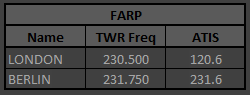 FARP
Name TWR Freq ATIS
LONDON 230.500 120.6
BERLIN 231.750 231.6